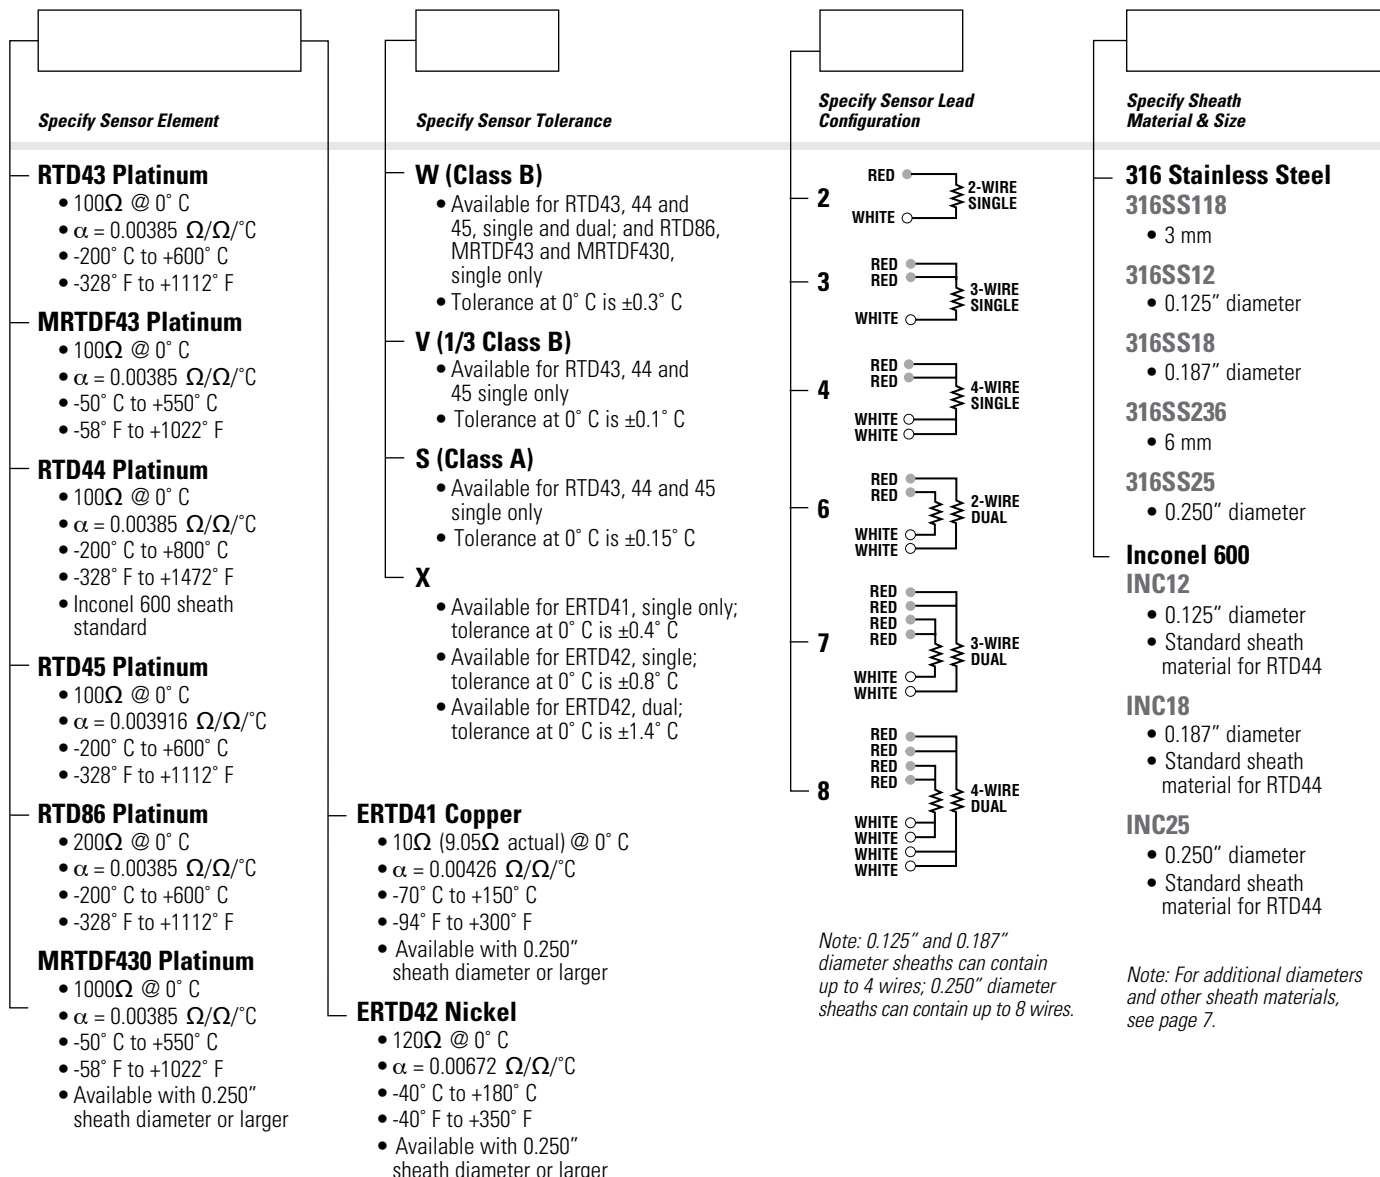 Specify Sensor Element
RTD43 Platinum
• 100Ω @ 0° C
• α = 0.00385 Ω/Ω/°C
• -200° C to +600° C
• -328° F to +1112° F
MRTDF43 Platinum
• 100Ω @ 0° C
• α = 0.00385 Ω/Ω/°C
• -50° C to +550° C
• -58° F to +1022° F
RTD44 Platinum
• 100Ω @ 0° C
• α = 0.00385 Ω/Ω/°C
• -200° C to +800° C
• -328° F to +1472° F
• Inconel 600 sheath
standard
RTD45 Platinum
• 100Ω @ 0° C
• α = 0.003916 Ω/Ω/°C
• -200° C to +600° C
• -328° F to +1112° F
RTD86 Platinum
• 200Ω @ 0° C
• α = 0.00385 Ω/Ω/°C
• -200° C to +600° C
• -328° F to +1112° F
MRTDF430 Platinum
• 1000Ω @ 0° C
• α = 0.00385 Ω/Ω/°C
• -50° C to +550° C
• -58° F to +1022° F
• Available with 0.250″
sheath diameter or larger
ERTD41 Copper
• 10Ω (9.05Ω actual) @ 0° C
• α = 0.00426 Ω/Ω/°C
• -70° C to +150° C
• -94° F to +300° F
• Available with 0.250″
sheath diameter or larger
ERTD42 Nickel
• 120Ω @ 0° C
• α = 0.00672 Ω/Ω/°C
• -40° C to +180° C
• -40° F to +350° F
• Available with 0.250″
sheath diameter or larger
Specify Sensor Tolerance
W (Class B)
• Available for RTD43, 44 and
45, single and dual; and RTD86,
MRTDF43 and MRTDF430,
single only
• Tolerance at 0° C is ±0.3° C
V (1/3 Class B)
• Available for RTD43, 44 and
45 single only
• Tolerance at 0° C is ±0.1° C
S (Class A)
• Available for RTD43, 44 and 45
single only
• Tolerance at 0° C is ±0.15° C
X
• Available for ERTD41, single only;
tolerance at 0° C is ±0.4° C
• Available for ERTD42, single;
tolerance at 0° C is ±0.8° C
• Available for ERTD42, dual;
tolerance at 0° C is ±1.4° C
Specify Sensor Lead
Configuration
2
RED
WHITE
2-WIRE
SINGLE
3
RED
RED
WHITE
3-WIRE
SINGLE
4
RED
RED
WHITE
WHITE
4-WIRE
SINGLE
6
RED
RED
WHITE
WHITE
2-WIRE
DUAL
7
RED
RED
RED
RED
WHITE
WHITE
3-WIRE
DUAL
8
RED
RED
RED
RED
WHITE
WHITE
WHITE
WHITE
4-WIRE
DUAL
Note: 0.125″ and 0.187″
diameter sheaths can contain
up to 4 wires; 0.250″ diameter
sheaths can contain up to 8 wires.
Specify Sheath
Material & Size
316 Stainless Steel
316SS118
• 3 mm
316SS12
• 0.125″ diameter
316SS18
• 0.187″ diameter
316SS236
• 6 mm
316SS25
• 0.250″ diameter
Inconel 600
INC12
• 0.125″ diameter
• Standard sheath
material for RTD44
INC18
• 0.187″ diameter
• Standard sheath
material for RTD44
INC25
• 0.250″ diameter
• Standard sheath
material for RTD44
Note: For additional diameters
and other sheath materials,
see page 7.